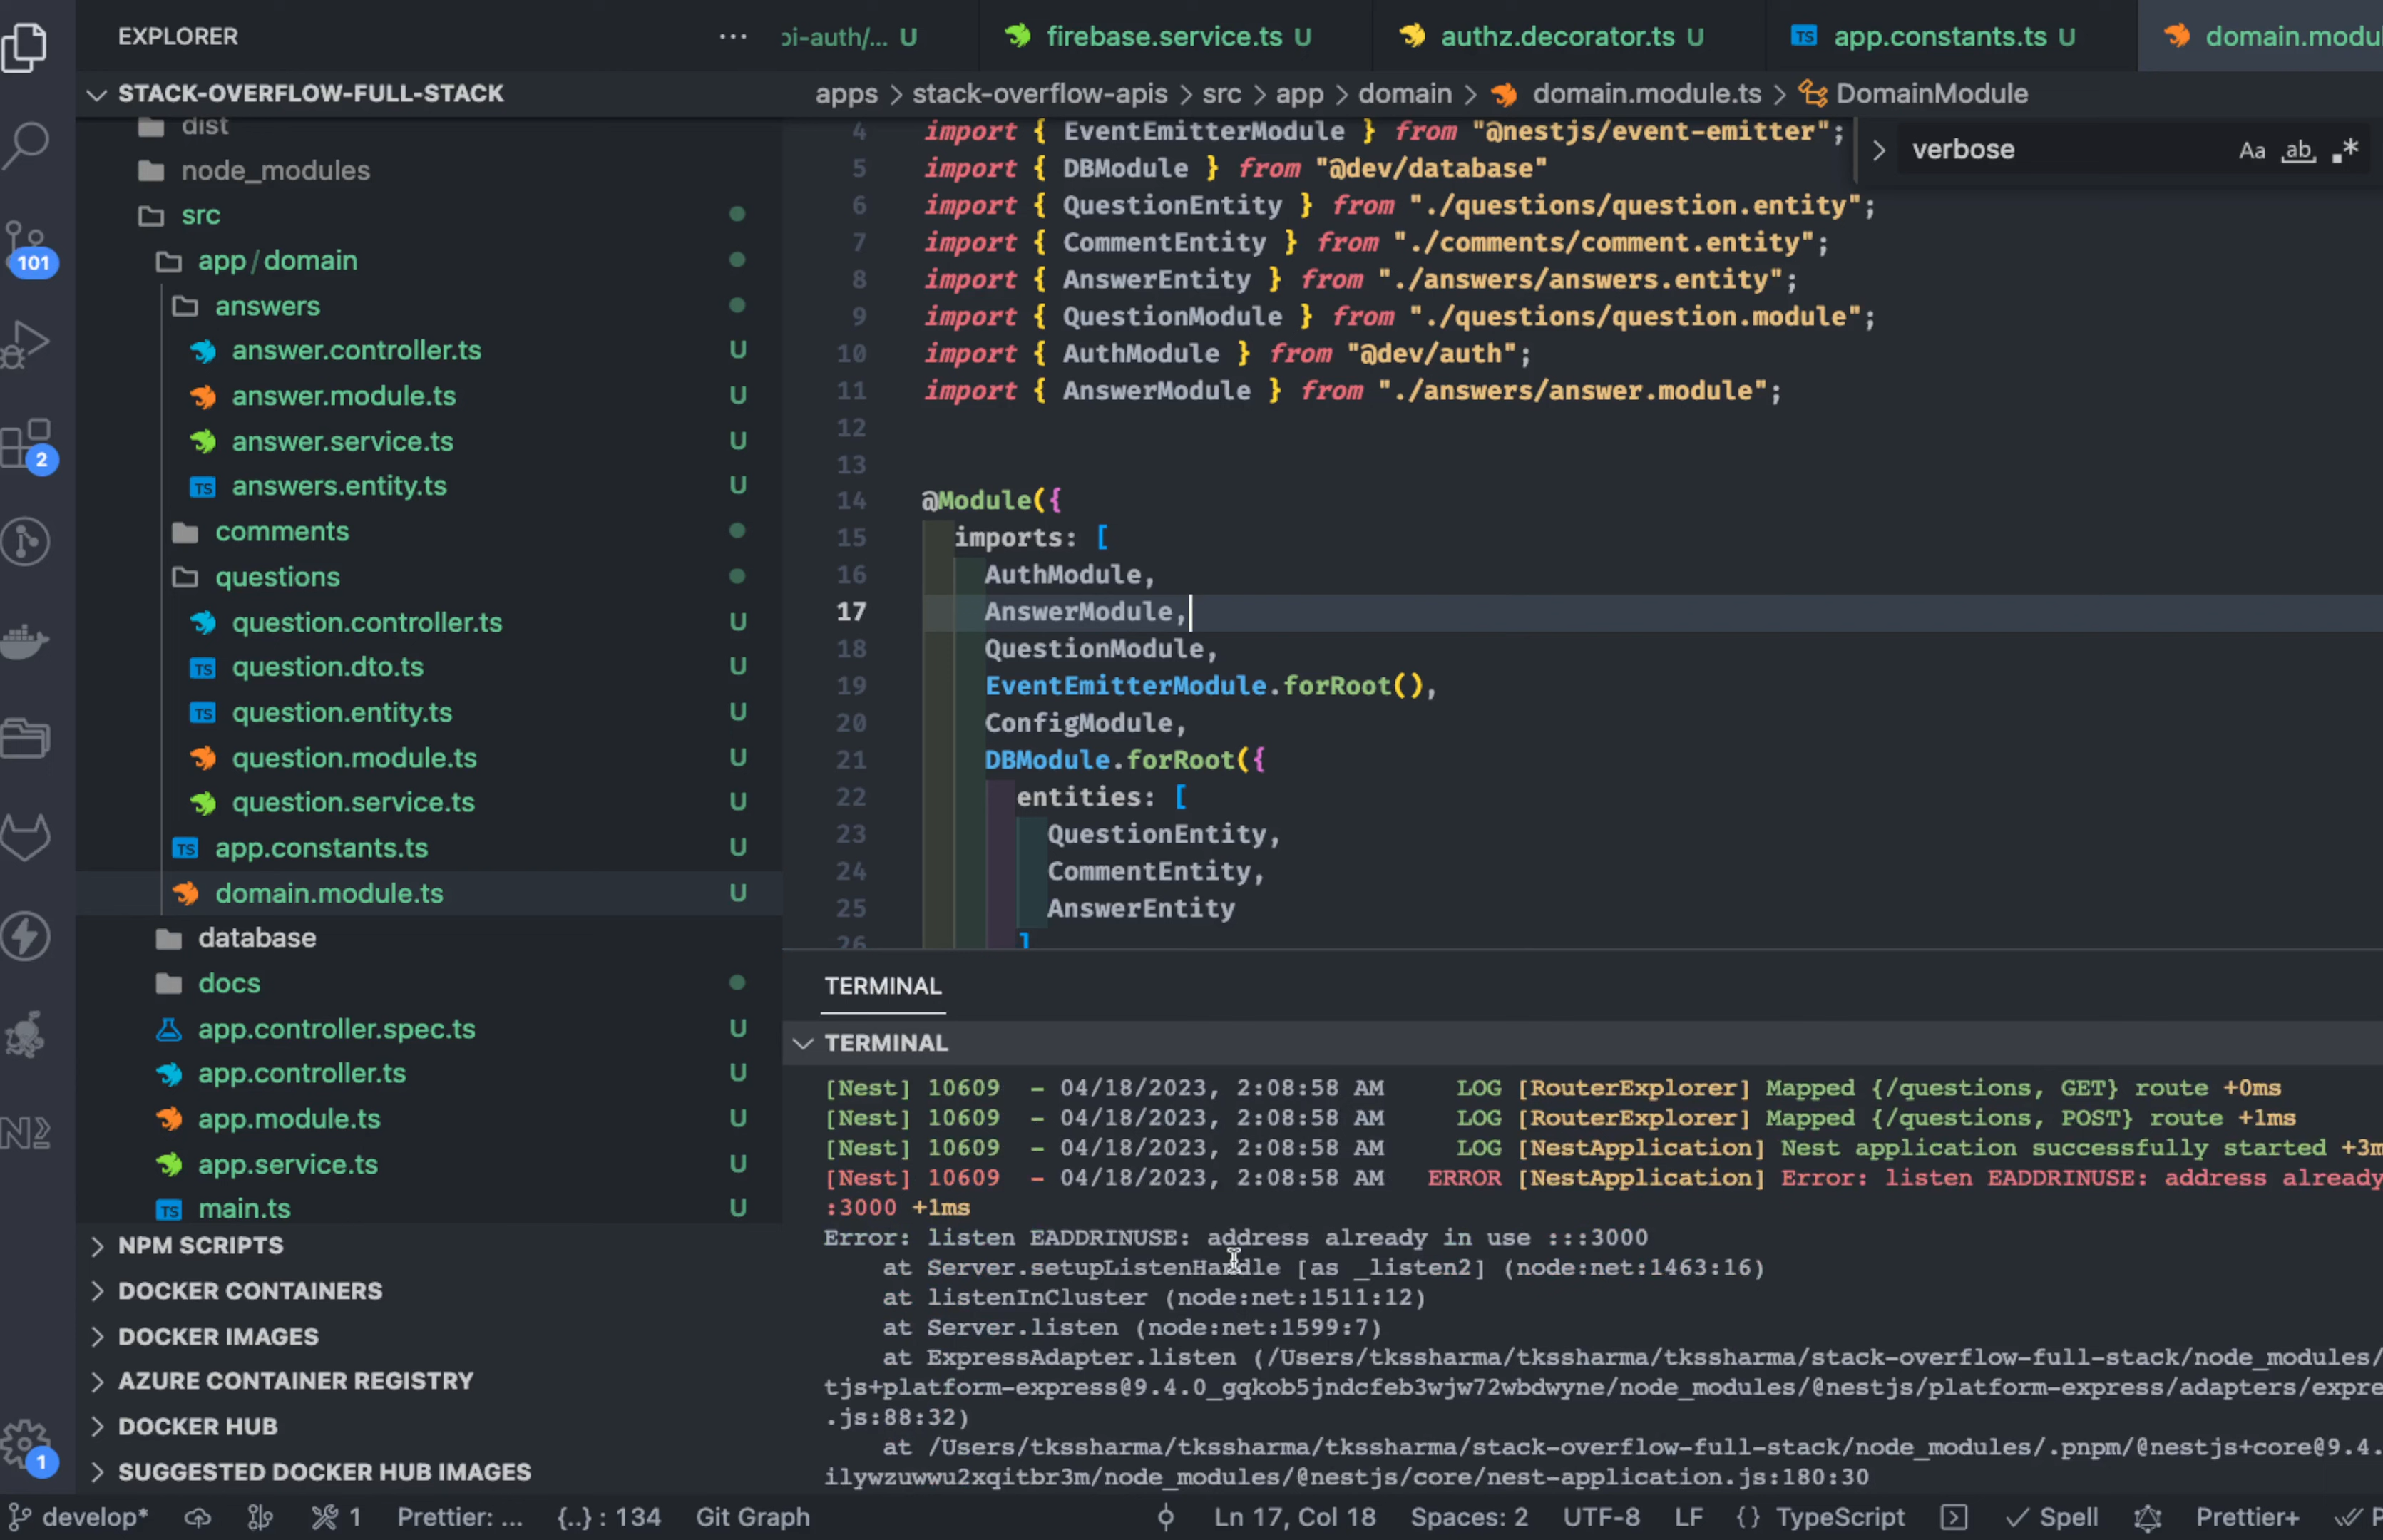 EXPLORER
···
STACK-OVERFLOW-FULL-STACK
dist
node_modules
src
app/domain
answers
answer.controller.ts U
answer.module.ts U
answer.service.ts U
TS answers.entity.ts U
comments
questions
question.controller.ts U
TS question.dto.ts U
TS question.entity.ts U
question.module.ts U
question.service.ts U
TS app.constants.ts U
domain.module.ts U
database
docs
app.controller.spec.ts U
app.controller.ts U
app.module.ts U
app.service.ts U
TS main.ts U
NPM SCRIPTS
DOCKER CONTAINERS
DOCKER IMAGES
AZURE CONTAINER REGISTRY
DOCKER HUB
SUGGESTED DOCKER HUB IMAGES
101
2
1
pi-auth/... U firebase.service.ts U authz.decorator.ts U TS app.constants.ts U domain.modu
apps > stack-overflow-apis > src > app > domain > domain.module.ts > DomainModule
verbose Aa ab .*
4 import { EventEmitterModule } from "@nestjs/event-emitter";
5 import { DBModule } from "@dev/database"
6 import { QuestionEntity } from "./questions/question.entity";
7 import { CommentEntity } from "./comments/comment.entity";
8 import { AnswerEntity } from "./answers/answers.entity";
9 import { QuestionModule } from "./questions/question.module";
10 import { AuthModule } from "@dev/auth";
11 import { AnswerModule } from "./answers/answer.module";
12
13
14 @Module({
15 imports: [
16 AuthModule,
17 AnswerModule,
18 QuestionModule,
19 EventEmitterModule.forRoot(),
20 ConfigModule,
21 DBModule.forRoot({
22 entities: [
23 QuestionEntity,
24 CommentEntity,
25 AnswerEntity
26 ]
TERMINAL
TERMINAL
[Nest] 10609 - 04/18/2023, 2:08:58 AM LOG [RouterExplorer] Mapped {/questions, GET} route +0ms
[Nest] 10609 - 04/18/2023, 2:08:58 AM LOG [RouterExplorer] Mapped {/questions, POST} route +1ms
[Nest] 10609 - 04/18/2023, 2:08:58 AM LOG [NestApplication] Nest application successfully started +3m
[Nest] 10609 - 04/18/2023, 2:08:58 AM ERROR [NestApplication] Error: listen EADDRINUSE: address already
:3000 +1ms
Error: listen EADDRINUSE: address already in use :::3000
at Server.setupListenHandle [as _listen2] (node:net:1463:16)
at listenInCluster (node:net:1511:12)
at Server.listen (node:net:1599:7)
at ExpressAdapter.listen (/Users/tkssharma/tkssharma/tkssharma/stack-overflow-full-stack/node_modules/
tjs+platform-express@9.4.0_gqkob5jndcfeb3wjw72wbdwyne/node_modules/@nestjs/platform-express/adapters/expre
.js:88:32)
at /Users/tkssharma/tkssharma/tkssharma/stack-overflow-full-stack/node_modules/.pnpm/@nestjs+core@9.4.
ilywzuwwu2xqitbr3m/node_modules/@nestjs/core/nest-application.js:180:30
develop* 1 Prettier: ... {..} : 134 Git Graph Ln 17, Col 18 Spaces: 2 UTF-8 LF {} TypeScript Spell Prettier+